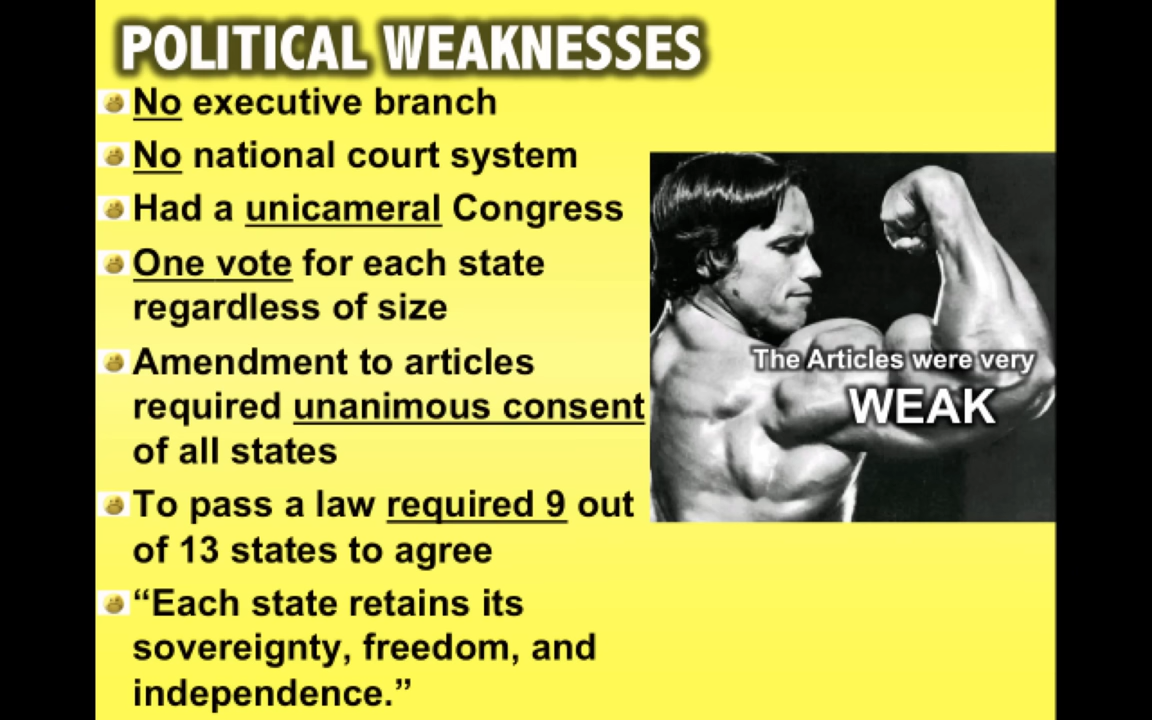 POLITICAL WEAKNESSES
No executive branch
No national court system
Had a unicameral Congress
One vote for each state
regardless of size
Amendment to articles
required unanimous consent
of all states
To pass a law required 9 out
of 13 states to agree
“Each state retains its
sovereignty, freedom, and
independence.”
The Articles were very
WEAK